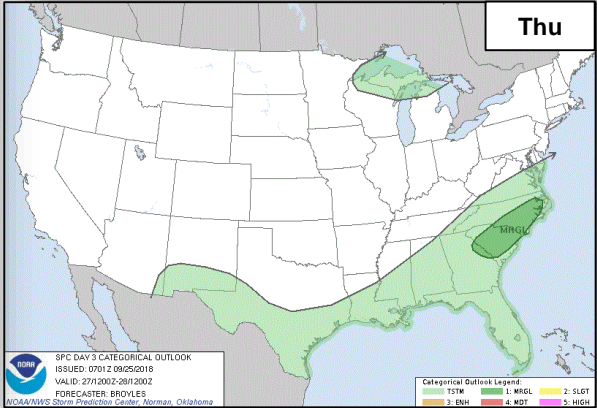 Thu
MRGL
NOAA
SPC DAY 3 CATEGORICAL OUTLOOK
ISSUED: 0701Z 09/25/2018
VALID: 27/1200Z-28/1200Z
FORECASTER: BROYLES
NOAA/NWS Storm Prediction Center, Norman, Oklahoma
Categorical Outlook Legend:
TSTM 1: MRGL 2: SLGT
3: ENH 4: MDT 5: HIGH